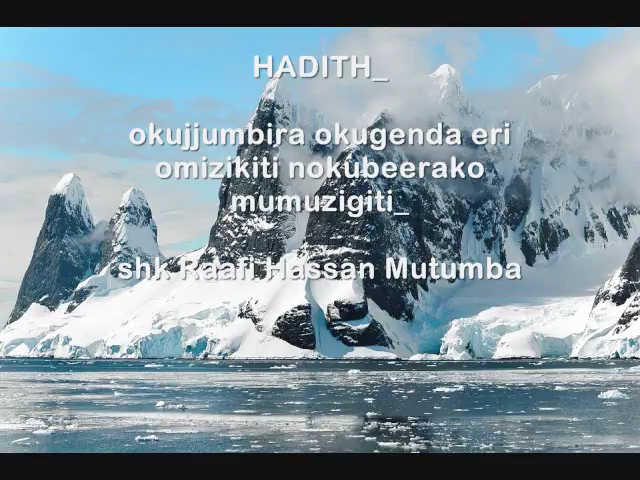 HADITH_
okujjumbira okugenda eri
omizikiti nokubeerako
mumuzigiti_
shk Raafi Hassan Mutumba